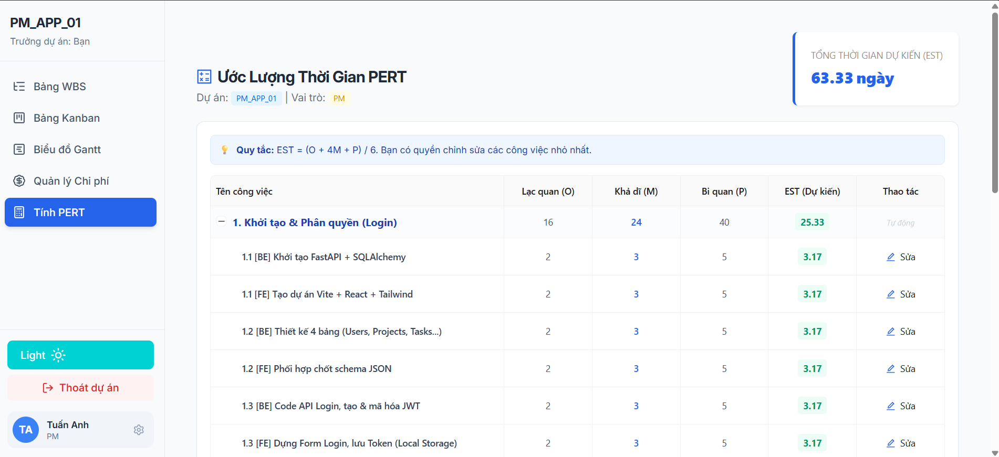 PM_APP_01
Trưởng dự án: Bạn
Bảng WBS
Bảng Kanban
Biểu đồ Gantt
Quản lý Chi phí
Tính PERT
Light
Thoát dự án
TA
Tuấn Anh
PM
Ước Lượng Thời Gian PERT
Dự án: PM_APP_01 | Vai trò: PM
TỔNG THỜI GIAN DỰ KIẾN (EST)
63.33 ngày
Quy tắc: EST = (O + 4M + P) / 6. Bạn có quyền chỉnh sửa các công việc nhỏ nhất.
Tên công việc Lạc quan (O) Khả dĩ (M) Bi quan (P) EST (Dự kiến) Thao tác
1. Khởi tạo & Phân quyền (Login) 16 24 40 25.33 Tự động
1.1 [BE] Khởi tạo FastAPI + SQLAlchemy 2 3 5 3.17 Sửa
1.1 [FE] Tạo dự án Vite + React + Tailwind 2 3 5 3.17 Sửa
1.2 [BE] Thiết kế 4 bảng (Users, Projects, Tasks...) 2 3 5 3.17 Sửa
1.2 [FE] Phối hợp chốt schema JSON 2 3 5 3.17 Sửa
1.3 [BE] Code API Login, tạo & mã hóa JWT 2 3 5 3.17 Sửa
1.3 [FE] Dựng Form Login, lưu Token (Local Storage) 2 3 5 3.17 Sửa